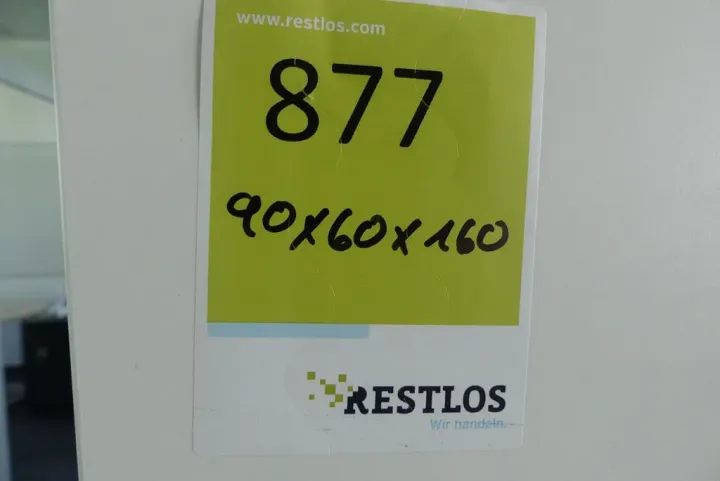 www.restlos.com
877
90x60x160
RESTLOS
Wir handeln.